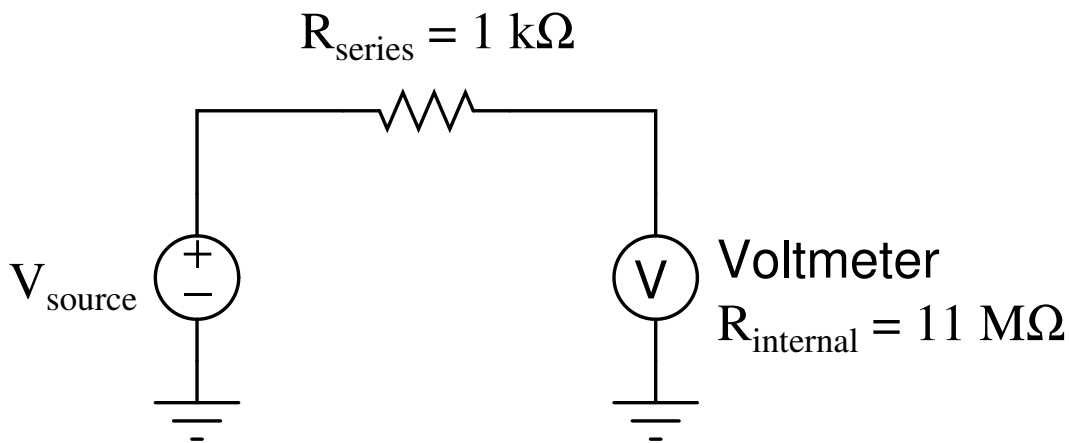 R_series = 1 kΩ
+
−
V_source
V
Voltmeter
R_internal = 11 MΩ